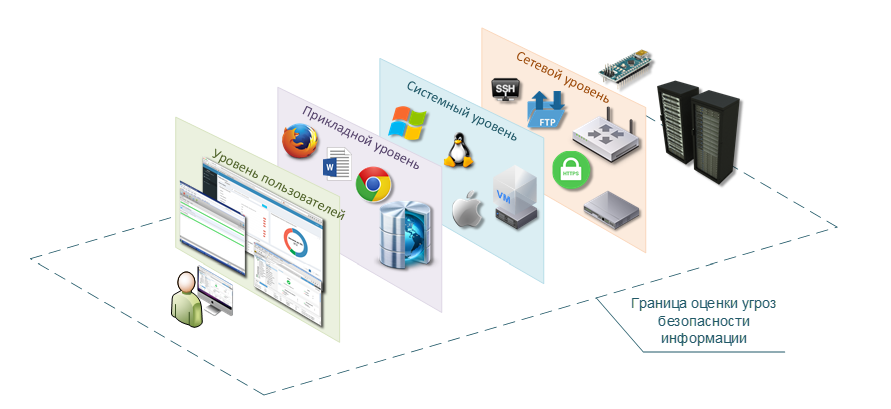 Сетевой уровень
SSH
FTP
HTTPS
Системный уровень
VM
Прикладной уровень
W
Уровень пользователей
Граница оценки угроз
безопасности
информации